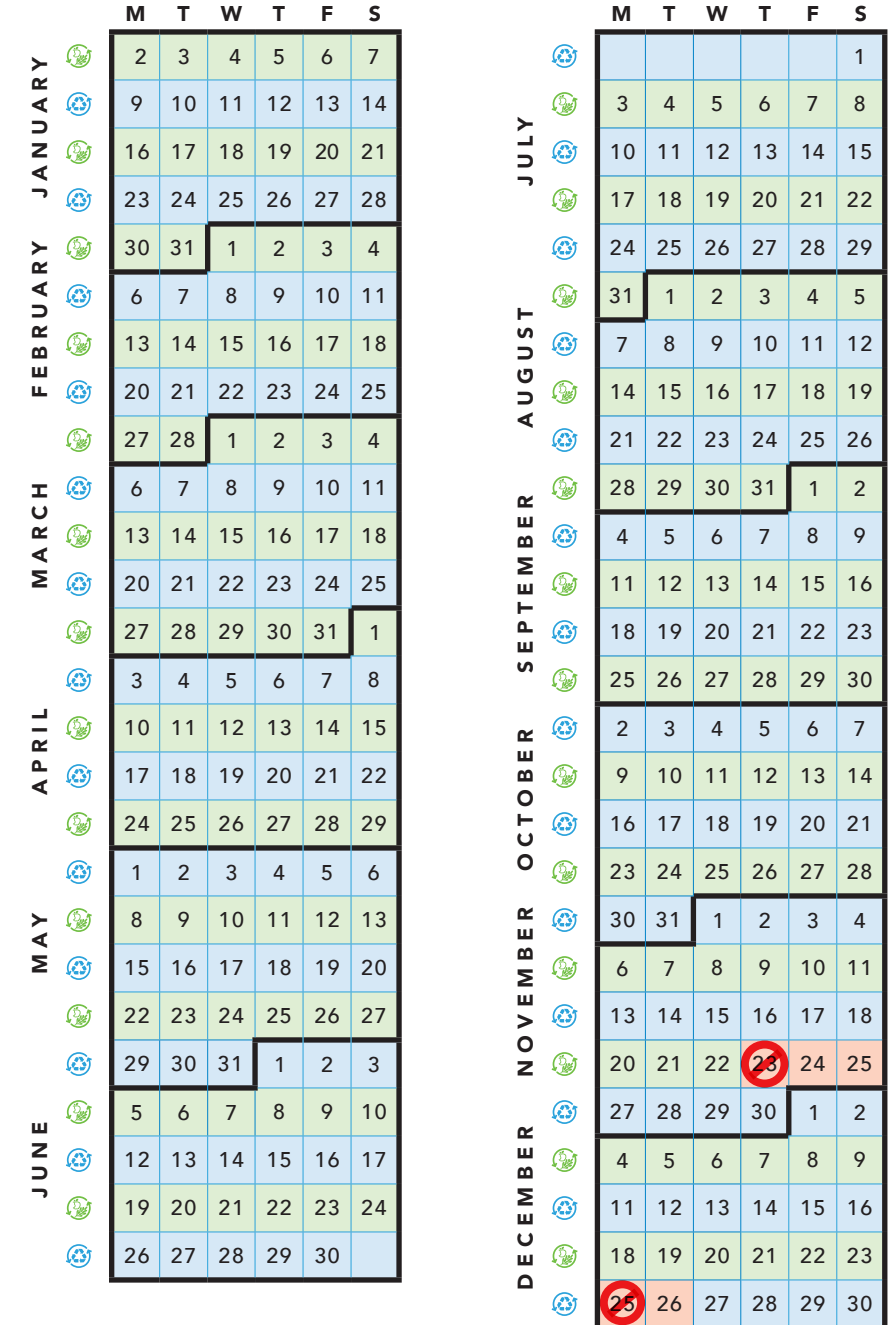 M T W T F S
JANUARY
2 3 4 5 6 7
9 10 11 12 13 14
16 17 18 19 20 21
23 24 25 26 27 28
FEBRUARY
30 31 1 2 3 4
6 7 8 9 10 11
13 14 15 16 17 18
20 21 22 23 24 25
27 28 1 2 3 4
MARCH
6 7 8 9 10 11
13 14 15 16 17 18
20 21 22 23 24 25
27 28 29 30 31 1
APRIL
3 4 5 6 7 8
10 11 12 13 14 15
17 18 19 20 21 22
24 25 26 27 28 29
MAY
1 2 3 4 5 6
8 9 10 11 12 13
15 16 17 18 19 20
22 23 24 25 26 27
29 30 31 1 2 3
JUNE
5 6 7 8 9 10
12 13 14 15 16 17
19 20 21 22 23 24
26 27 28 29 30
M T W T F S
JULY
1
3 4 5 6 7 8
10 11 12 13 14 15
17 18 19 20 21 22
24 25 26 27 28 29
AUGUST
31 1 2 3 4 5
7 8 9 10 11 12
14 15 16 17 18 19
21 22 23 24 25 26
SEPTEMBER
28 29 30 31 1 2
4 5 6 7 8 9
11 12 13 14 15 16
18 19 20 21 22 23
25 26 27 28 29 30
OCTOBER
2 3 4 5 6 7
9 10 11 12 13 14
16 17 18 19 20 21
23 24 25 26 27 28
NOVEMBER
30 31 1 2 3 4
6 7 8 9 10 11
13 14 15 16 17 18
20 21 22 23 24 25
27 28 29 30 1 2
DECEMBER
4 5 6 7 8 9
11 12 13 14 15 16
18 19 20 21 22 23
25 26 27 28 29 30